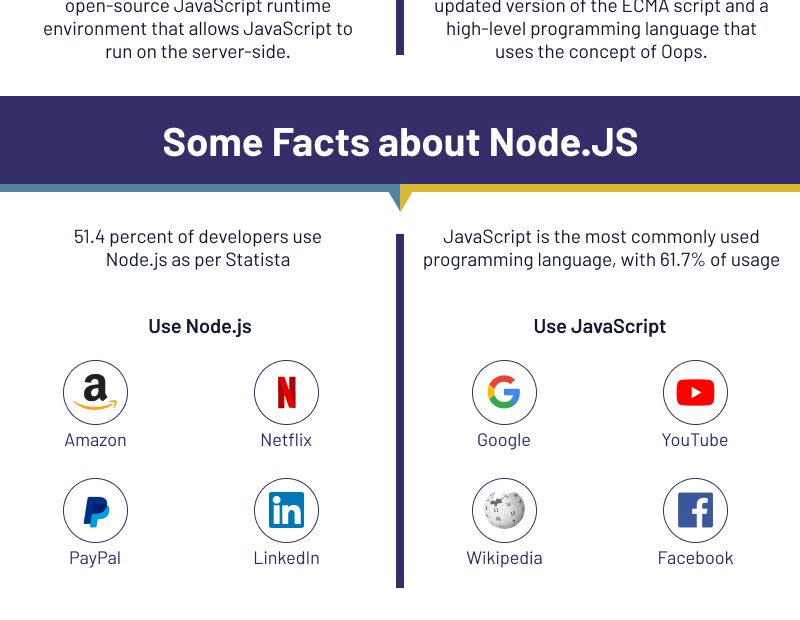 open-source JavaScript runtime
environment that allows JavaScript to
run on the server-side.
updated version of the ECMA script and a
high-level programming language that
uses the concept of Oops.
Some Facts about Node.JS
51.4 percent of developers use
Node.js as per Statista
Use Node.js
Amazon
Netflix
PayPal
LinkedIn
JavaScript is the most commonly used
programming language, with 61.7% of usage
Use JavaScript
Google
YouTube
Wikipedia
Facebook